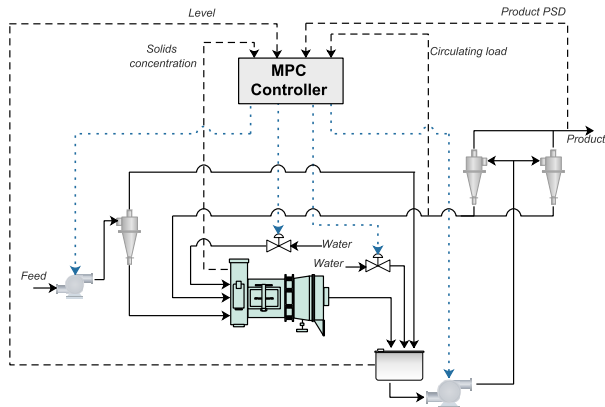 Level
Product PSD
Solids
concentration
Circulating load
MPC
Controller
Product
Water
Water
Feed